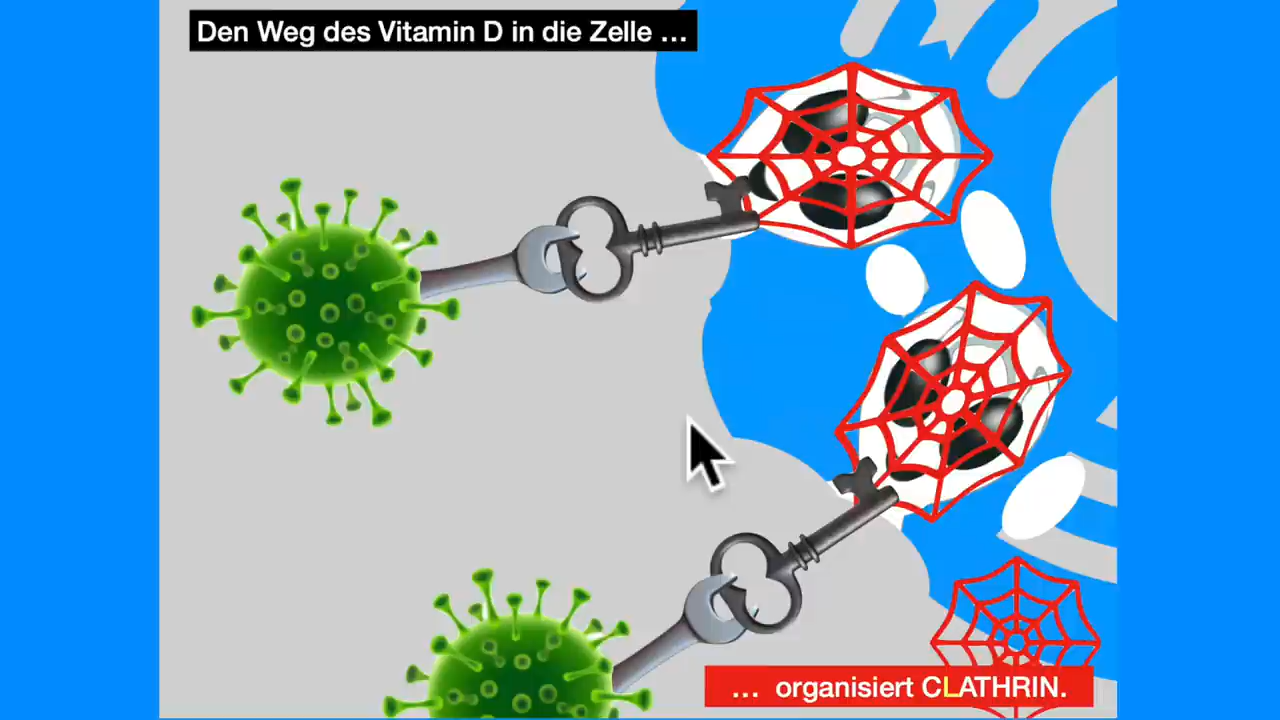 Den Weg des Vitamin D in die Zelle …
… organisiert CLATHRIN.